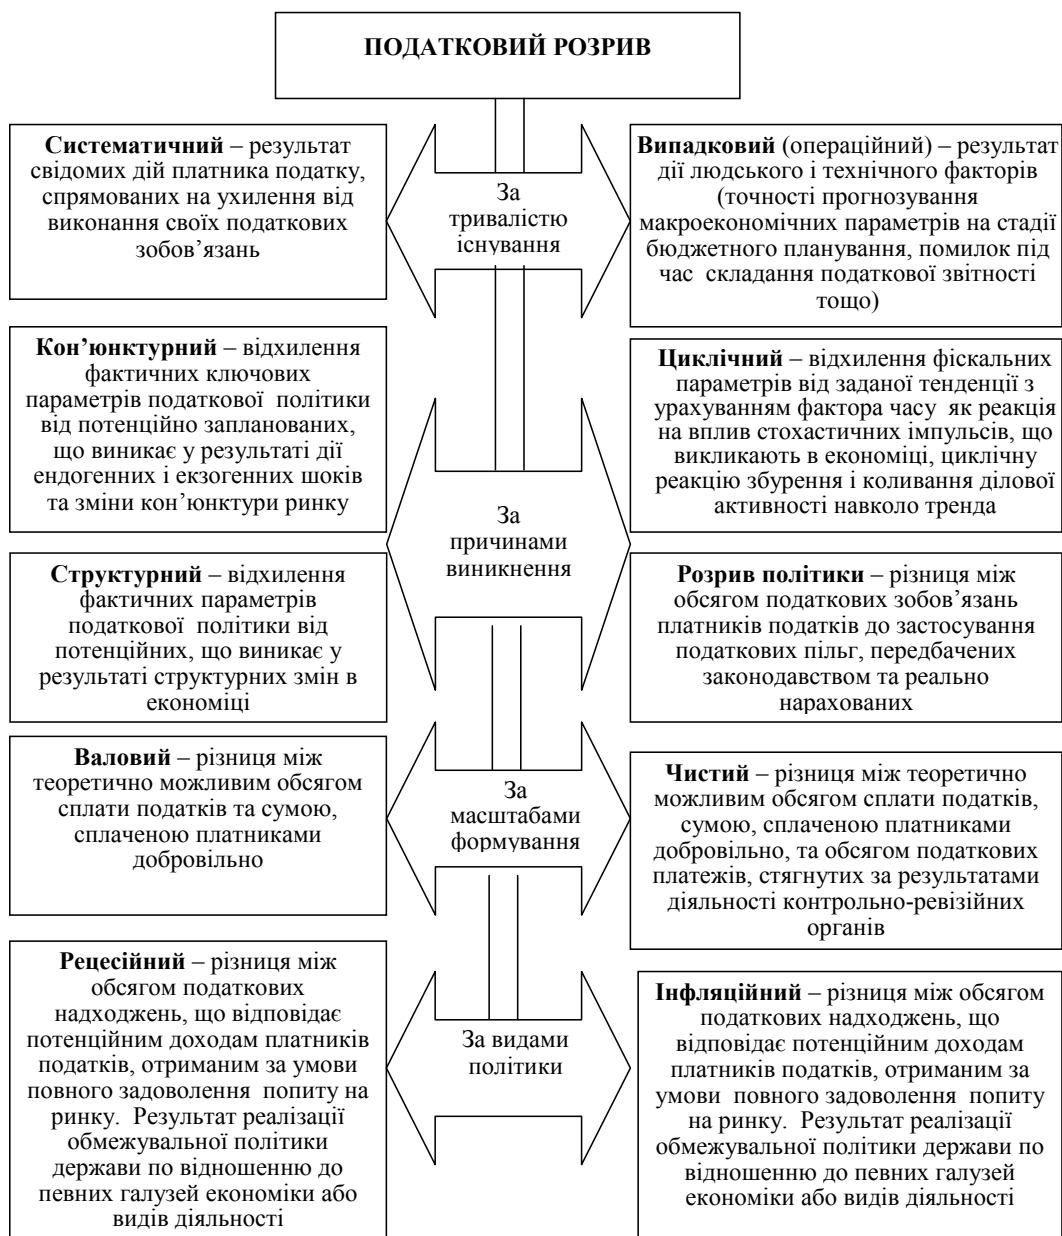 ПОДАТКОВИЙ РОЗРИВ
Систематичний – результат
свідомих дій платника податку,
спрямованих на ухилення від
виконання своїх податкових
зобов’язань
За
тривалістю
існування
Випадковий (операційний) – результат
дії людського і технічного факторів
(точності прогнозування
макроекономічних параметрів на стадії
бюджетного планування, помилок під
час складання податкової звітності
тощо)
Кон’юнктурний – відхилення
фактичних ключових
параметрів податкової політики
від потенційно запланованих,
що виникає у результаті дії
ендогенних і екзогенних шоків
та зміни кон’юнктури ринку
Циклічний – відхилення фіскальних
параметрів від заданої тенденції з
урахуванням фактора часу як реакція
на вплив стохастичних імпульсів, що
викликають в економіці, циклічну
реакцію збурення і коливання ділової
активності навколо тренда
За
причинами
виникнення
Структурний – відхилення
фактичних параметрів
податкової політики від
потенційних, що виникає у
результаті структурних змін в
економіці
Розрив політики – різниця між
обсягом податкових зобов’язань
платників податків до застосування
податкових пільг, передбачених
законодавством та реально
нарахованих
Валовий – різниця між
теоретично можливим обсягом
сплати податків та сумою,
сплаченою платниками
добровільно
За
масштабами
формування
Чистий – різниця між теоретично
можливим обсягом сплати податків,
сумою, сплаченою платниками
добровільно, та обсягом податкових
платежів, стягнутих за результатами
діяльності контрольно-ревізійних
органів
Рецесійний – різниця між
обсягом податкових
надходжень, що відповідає
потенційним доходам платників
податків, отриманим за умови
повного задоволення попиту на
ринку. Результат реалізації
обмежувальної політики
держави по відношенню до
певних галузей економіки або
видів діяльності
За видами
політики
Інфляційний – різниця між обсягом
податкових надходжень, що
відповідає потенційним доходам
платників податків, отриманим за
умови повного задоволення попиту
на ринку. Результат реалізації
обмежувальної політики держави по
відношенню до певних галузей
економіки або видів діяльності